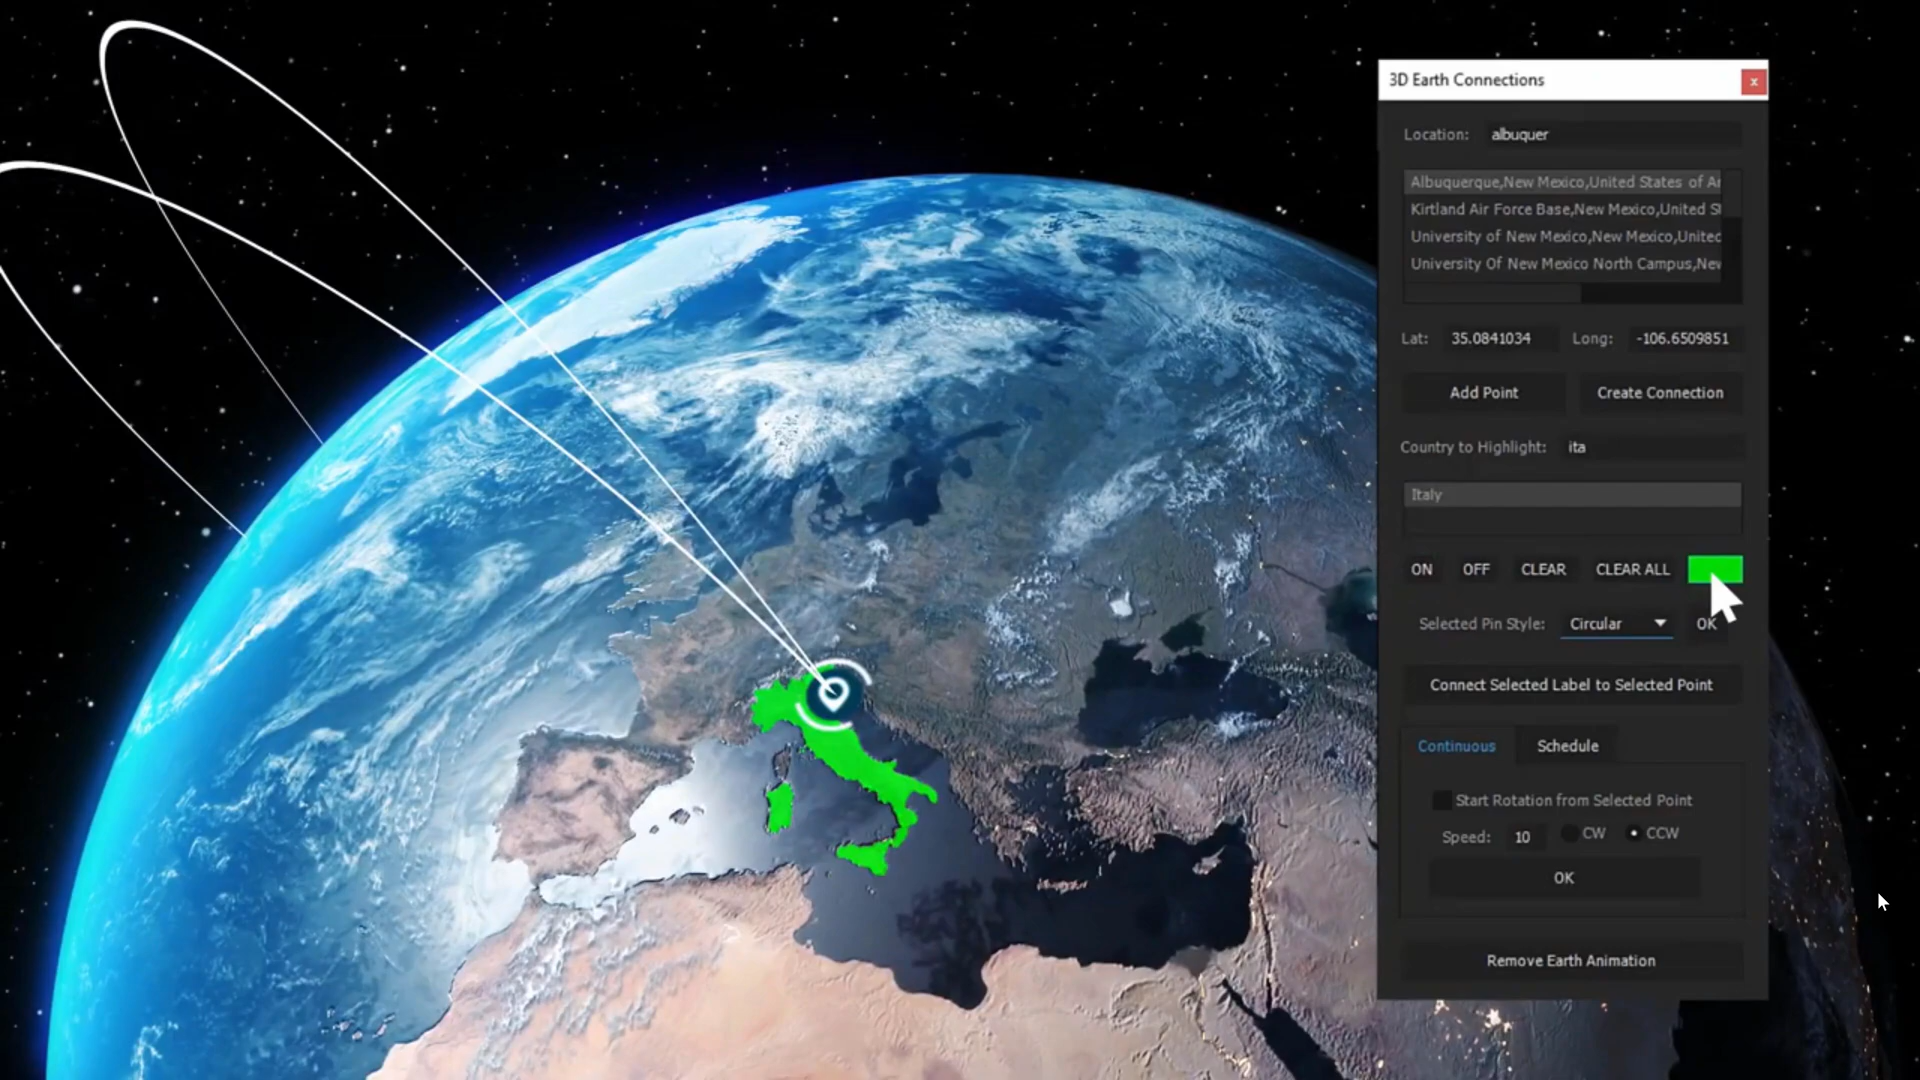 3D Earth Connections
x
Location: albuquer
Albuquerque,New Mexico,United States of Ar
Kirtland Air Force Base,New Mexico,United St
University of New Mexico,New Mexico,United
University Of New Mexico North Campus,New
Lat: 35.0841034 Long: -106.6509851
Add Point Create Connection
Country to Highlight: ita
Italy
ON OFF CLEAR CLEAR ALL
Selected Pin Style: Circular OK
Connect Selected Label to Selected Point
Continuous Schedule
Start Rotation from Selected Point
Speed: 10 CW CCW
OK
Remove Earth Animation